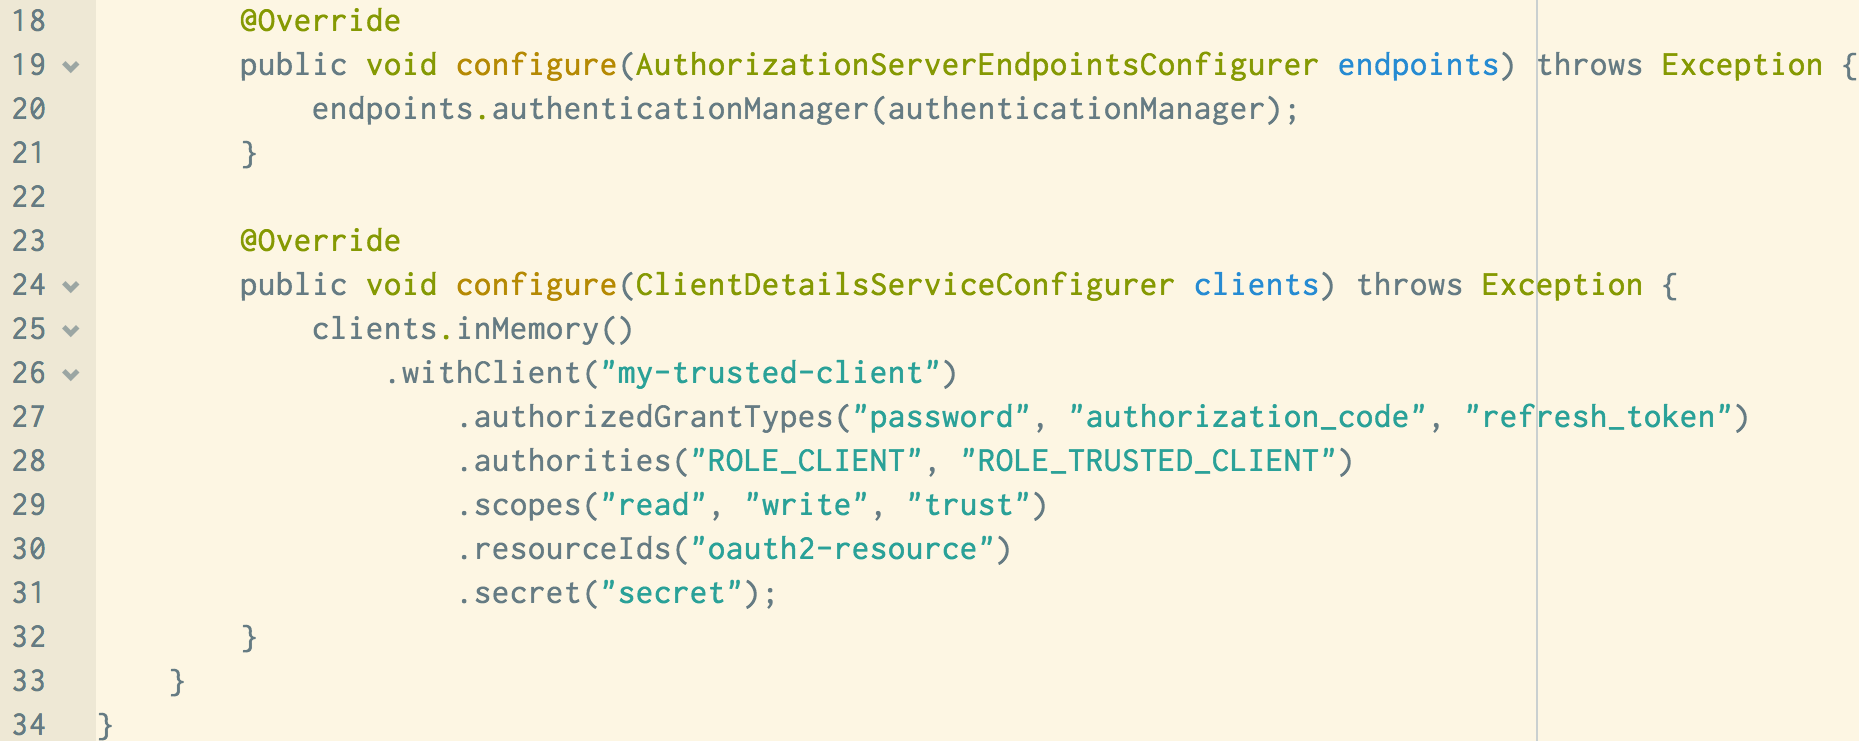 18 @Override
19 public void configure(AuthorizationServerEndpointsConfigurer endpoints) throws Exception {
20 endpoints.authenticationManager(authenticationManager);
21 }
22
23 @Override
24 public void configure(ClientDetailsServiceConfigurer clients) throws Exception {
25 clients.inMemory()
26 .withClient("my-trusted-client")
27 .authorizedGrantTypes("password", "authorization_code", "refresh_token")
28 .authorities("ROLE_CLIENT", "ROLE_TRUSTED_CLIENT")
29 .scopes("read", "write", "trust")
30 .resourceIds("oauth2-resource")
31 .secret("secret");
32 }
33 }
34 }